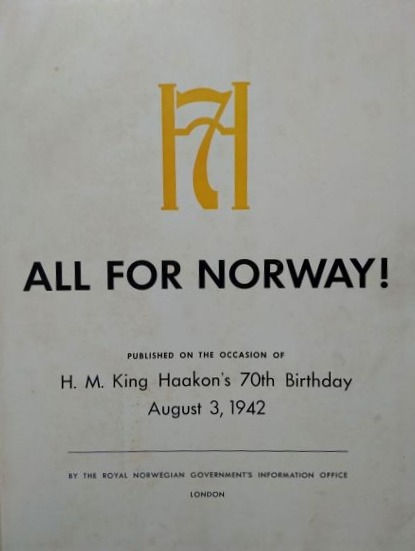 H7
ALL FOR NORWAY!
PUBLISHED ON THE OCCASION OF
H. M. King Haakon's 70th Birthday
August 3, 1942
BY THE ROYAL NORWEGIAN GOVERNMENT'S INFORMATION OFFICE
LONDON